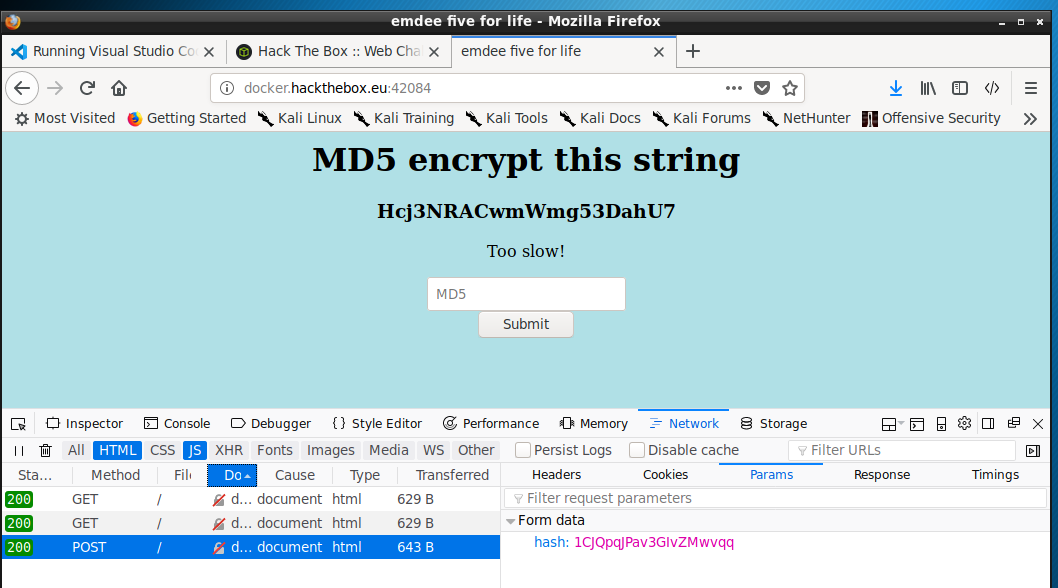 emdee five for life - Mozilla Firefox
Running Visual Studio Co
Hack The Box :: Web Cha
emdee five for life
docker.hackthebox.eu:42084
Most Visited Getting Started Kali Linux Kali Training Kali Tools Kali Docs Kali Forums NetHunter Offensive Security
MD5 encrypt this string
Hcj3NRACwmWmg53DahU7
Too slow!
MD5
Submit
Inspector Console Debugger Style Editor Performance Memory Network Storage
All HTML CSS JS XHR Fonts Images Media WS Other Persist Logs Disable cache Filter URLs
Sta... Method Fil Do Cause Type Transferred Headers Cookies Params Response Timings
200 GET / d... document html 629 B
Filter request parameters
200 GET / d... document html 629 B
Form data
200 POST / d... document html 643 B
hash: 1CJQpqJPav3GIvZMwvqq